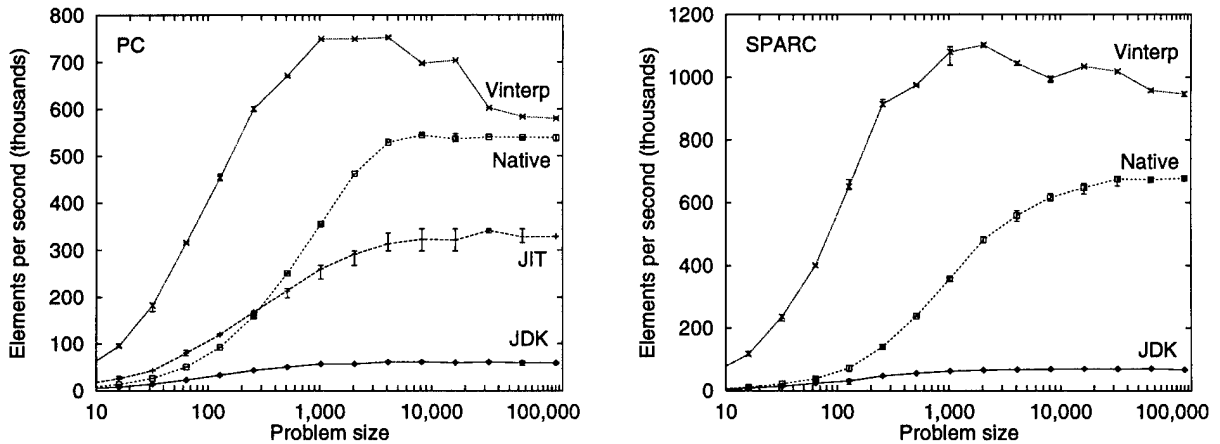 PC
Elements per second (thousands)
800
700
600
500
400
300
200
100
0
Vinterp
Native
JIT
JDK
10
100
1,000
10,000
100,000
Problem size
SPARC
Elements per second (thousands)
1200
1000
800
600
400
200
0
Vinterp
Native
JDK
10
100
1,000
10,000
100,000
Problem size